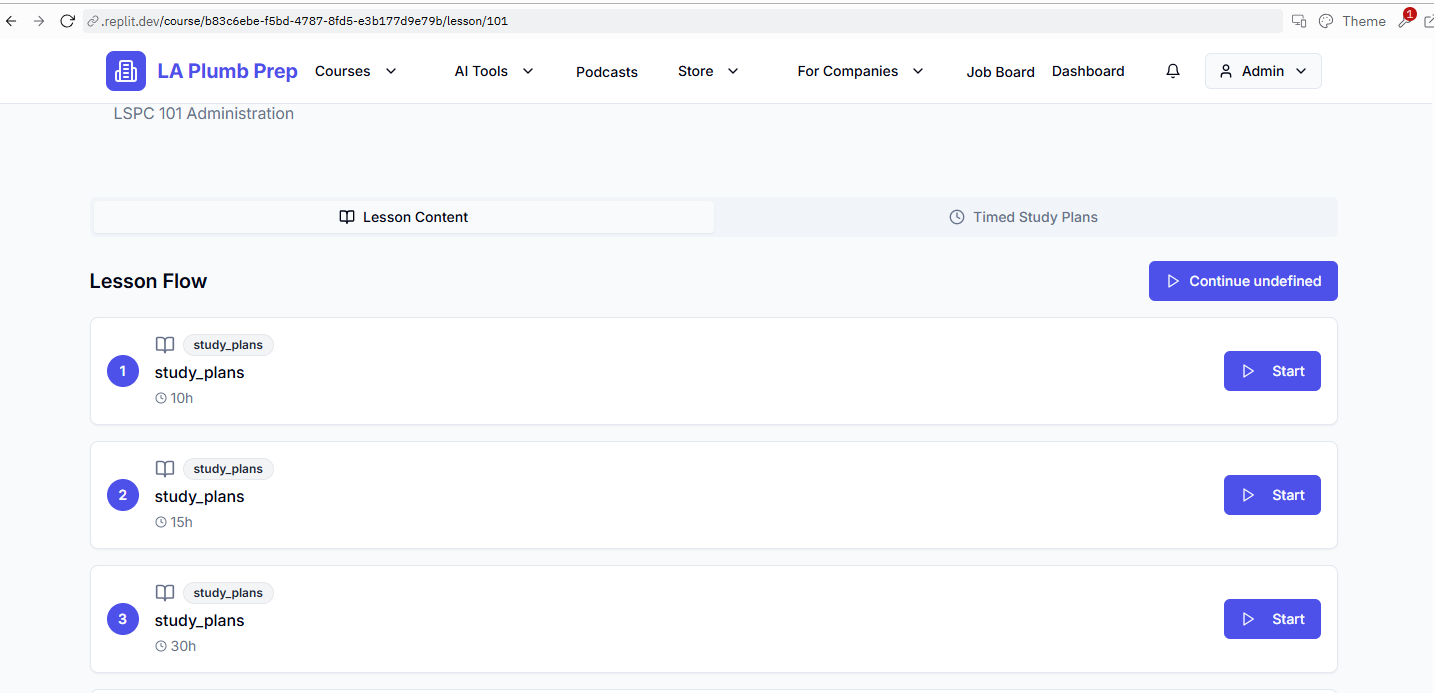 .replit.dev/course/b83c6ebe-f5bd-4787-8fd5-e3b177d9e79b/lesson/101
Theme
1
LA Plumb Prep
Courses
AI Tools
Podcasts
Store
For Companies
Job Board
Dashboard
Admin
LSPC 101 Administration
Lesson Content
Timed Study Plans
Lesson Flow
Continue undefined
study_plans
1
study_plans
Start
10h
study_plans
2
study_plans
Start
15h
study_plans
3
study_plans
Start
30h